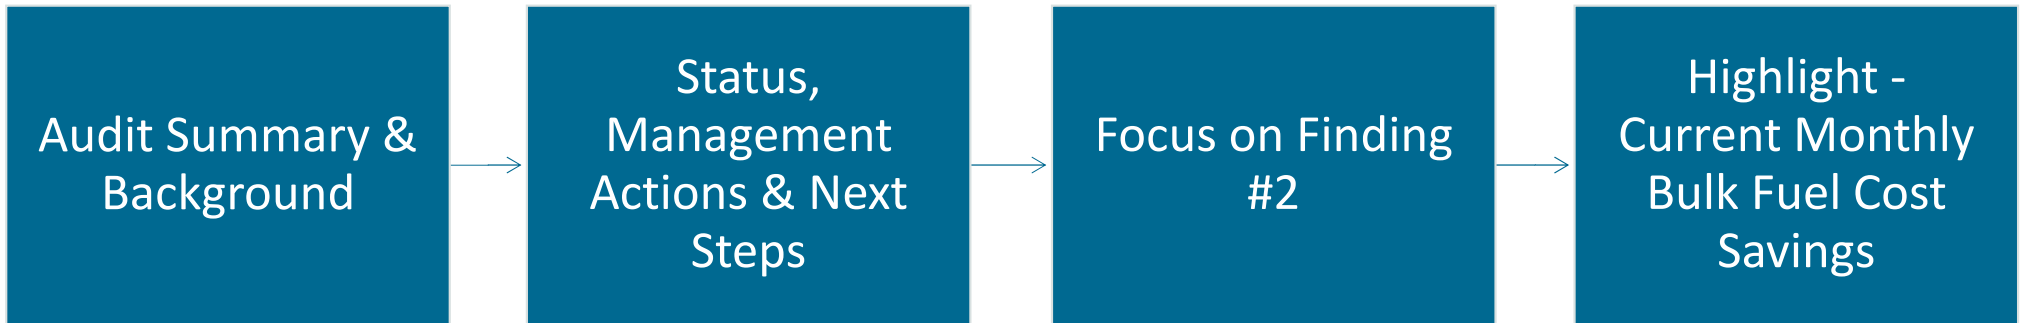 Audit Summary &
Background
Status,
Management
Actions & Next
Steps
Focus on Finding
#2
Highlight -
Current Monthly
Bulk Fuel Cost
Savings